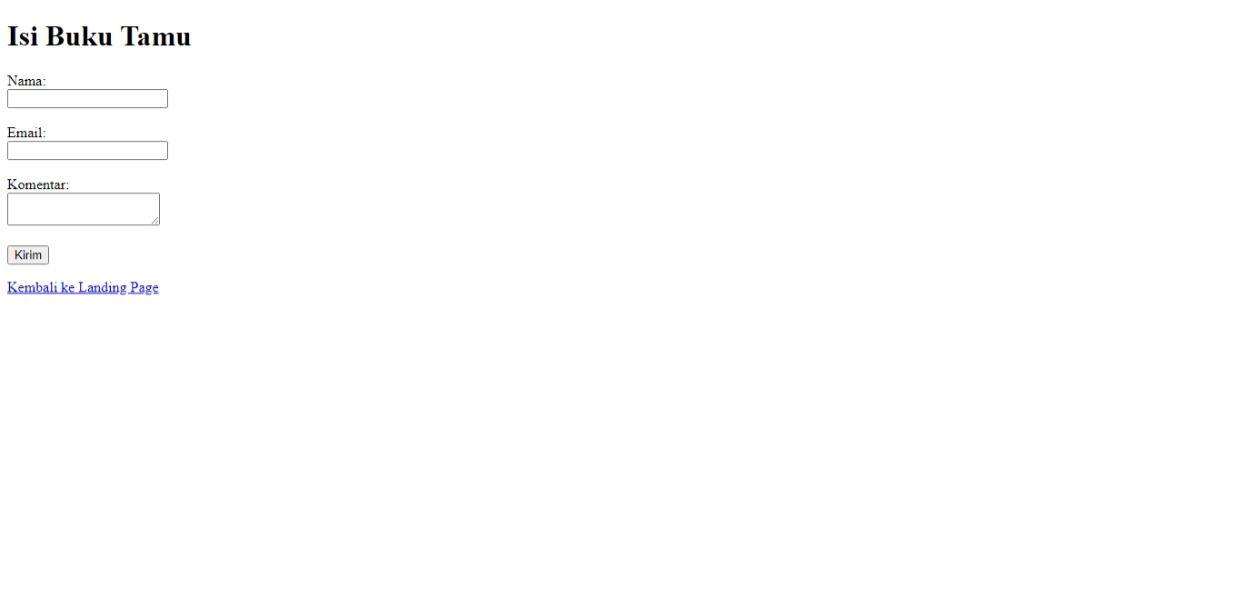 Isi Buku Tamu
Nama:
Email:
Komentar:
Kirim
Kembali ke Landing Page